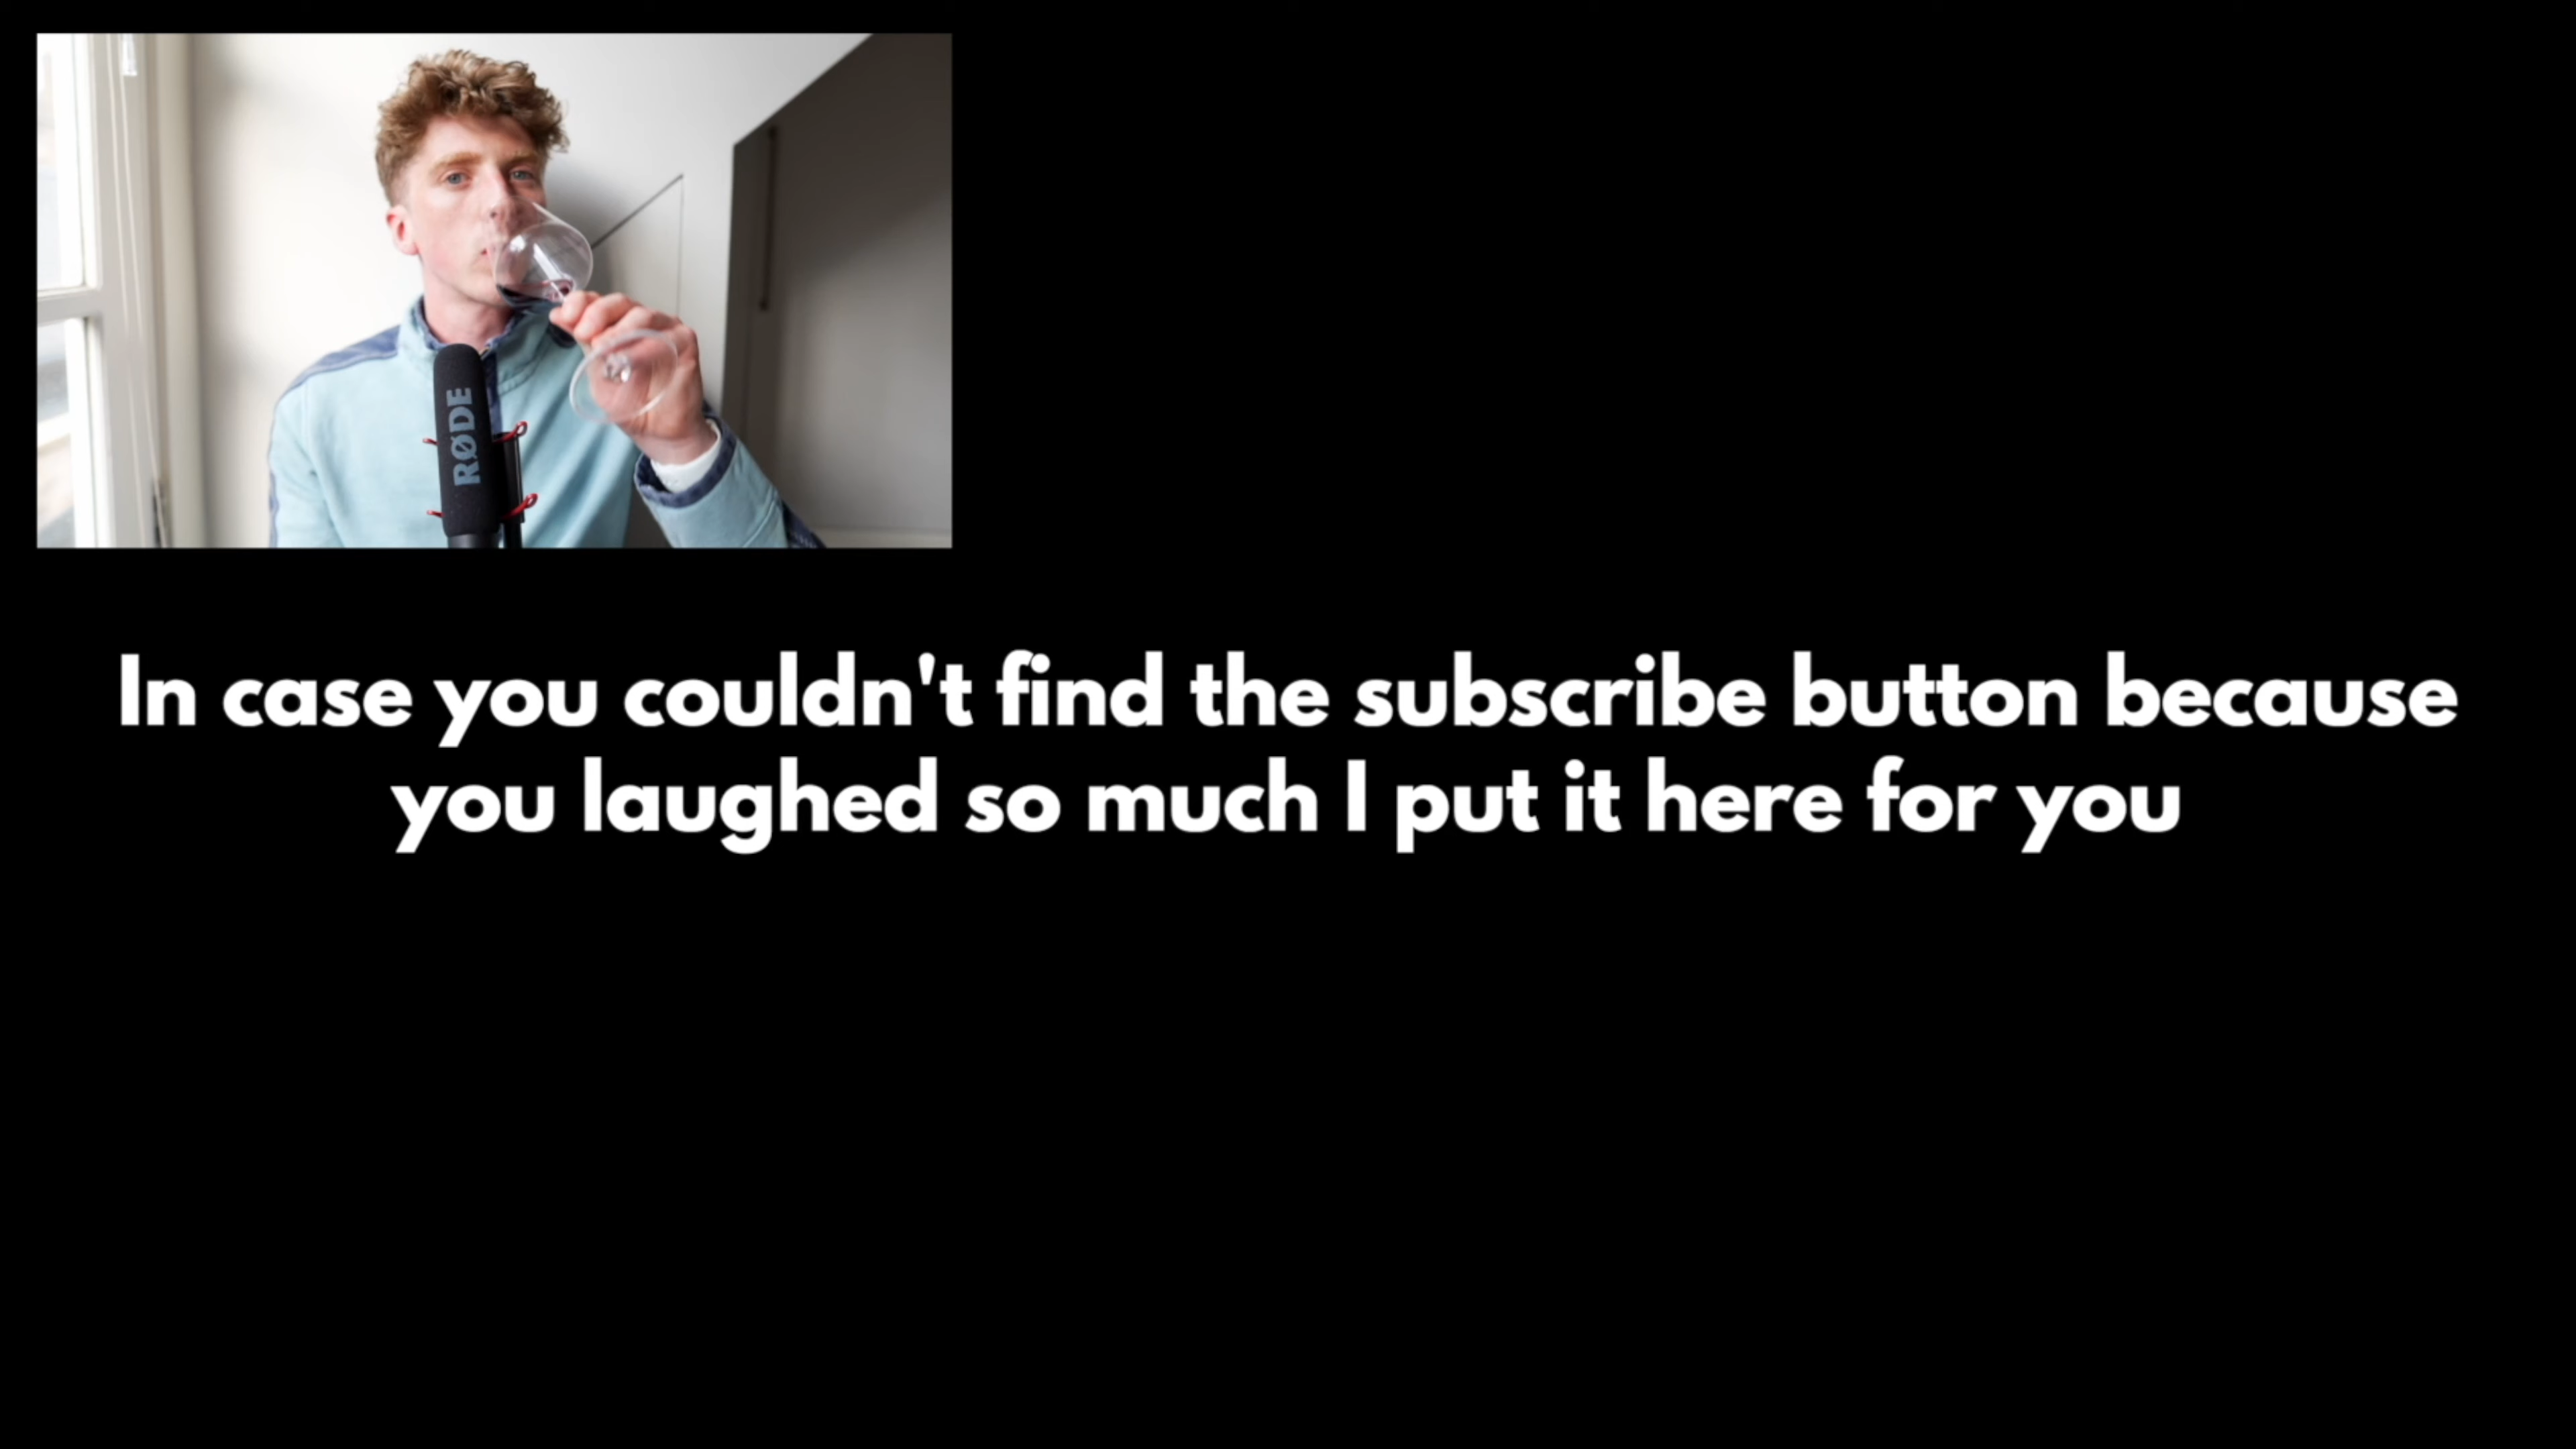 RØDE
In case you couldn't find the subscribe button because
you laughed so much I put it here for you